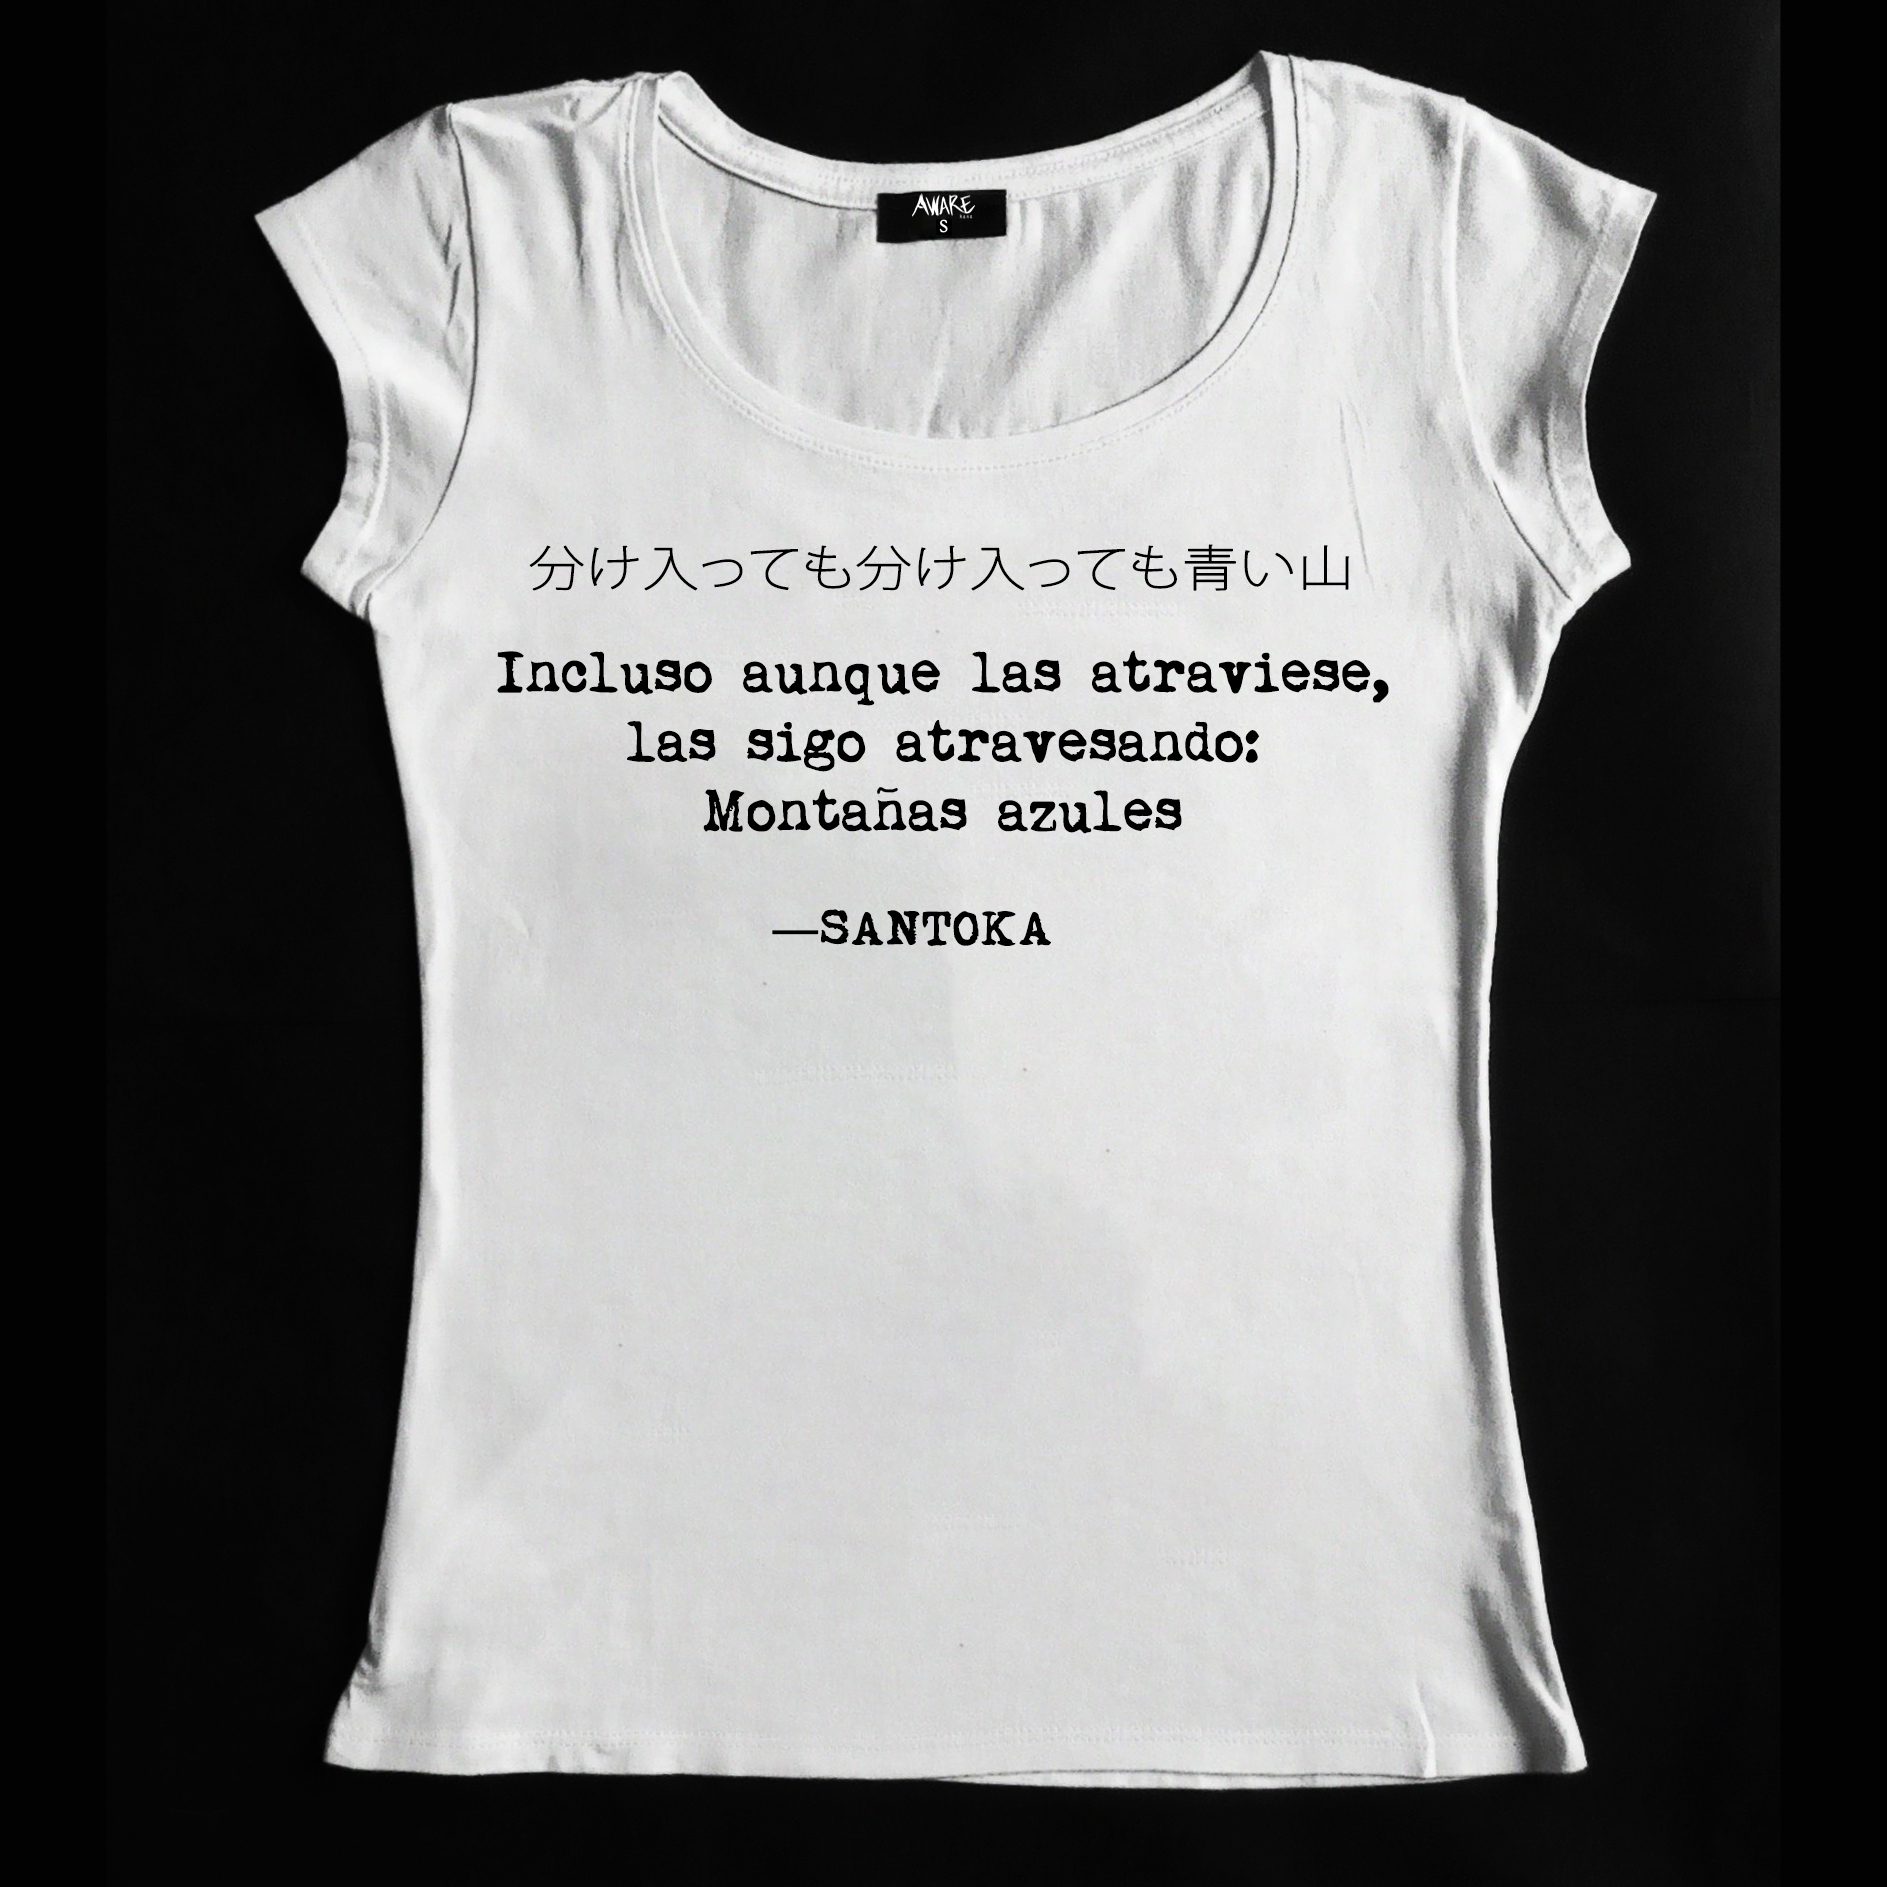 AWARE
S
分け入っても分け入っても青い山
Incluso aunque las atraviese,
las sigo atravesando:
Montañas azules
—SANTOKA